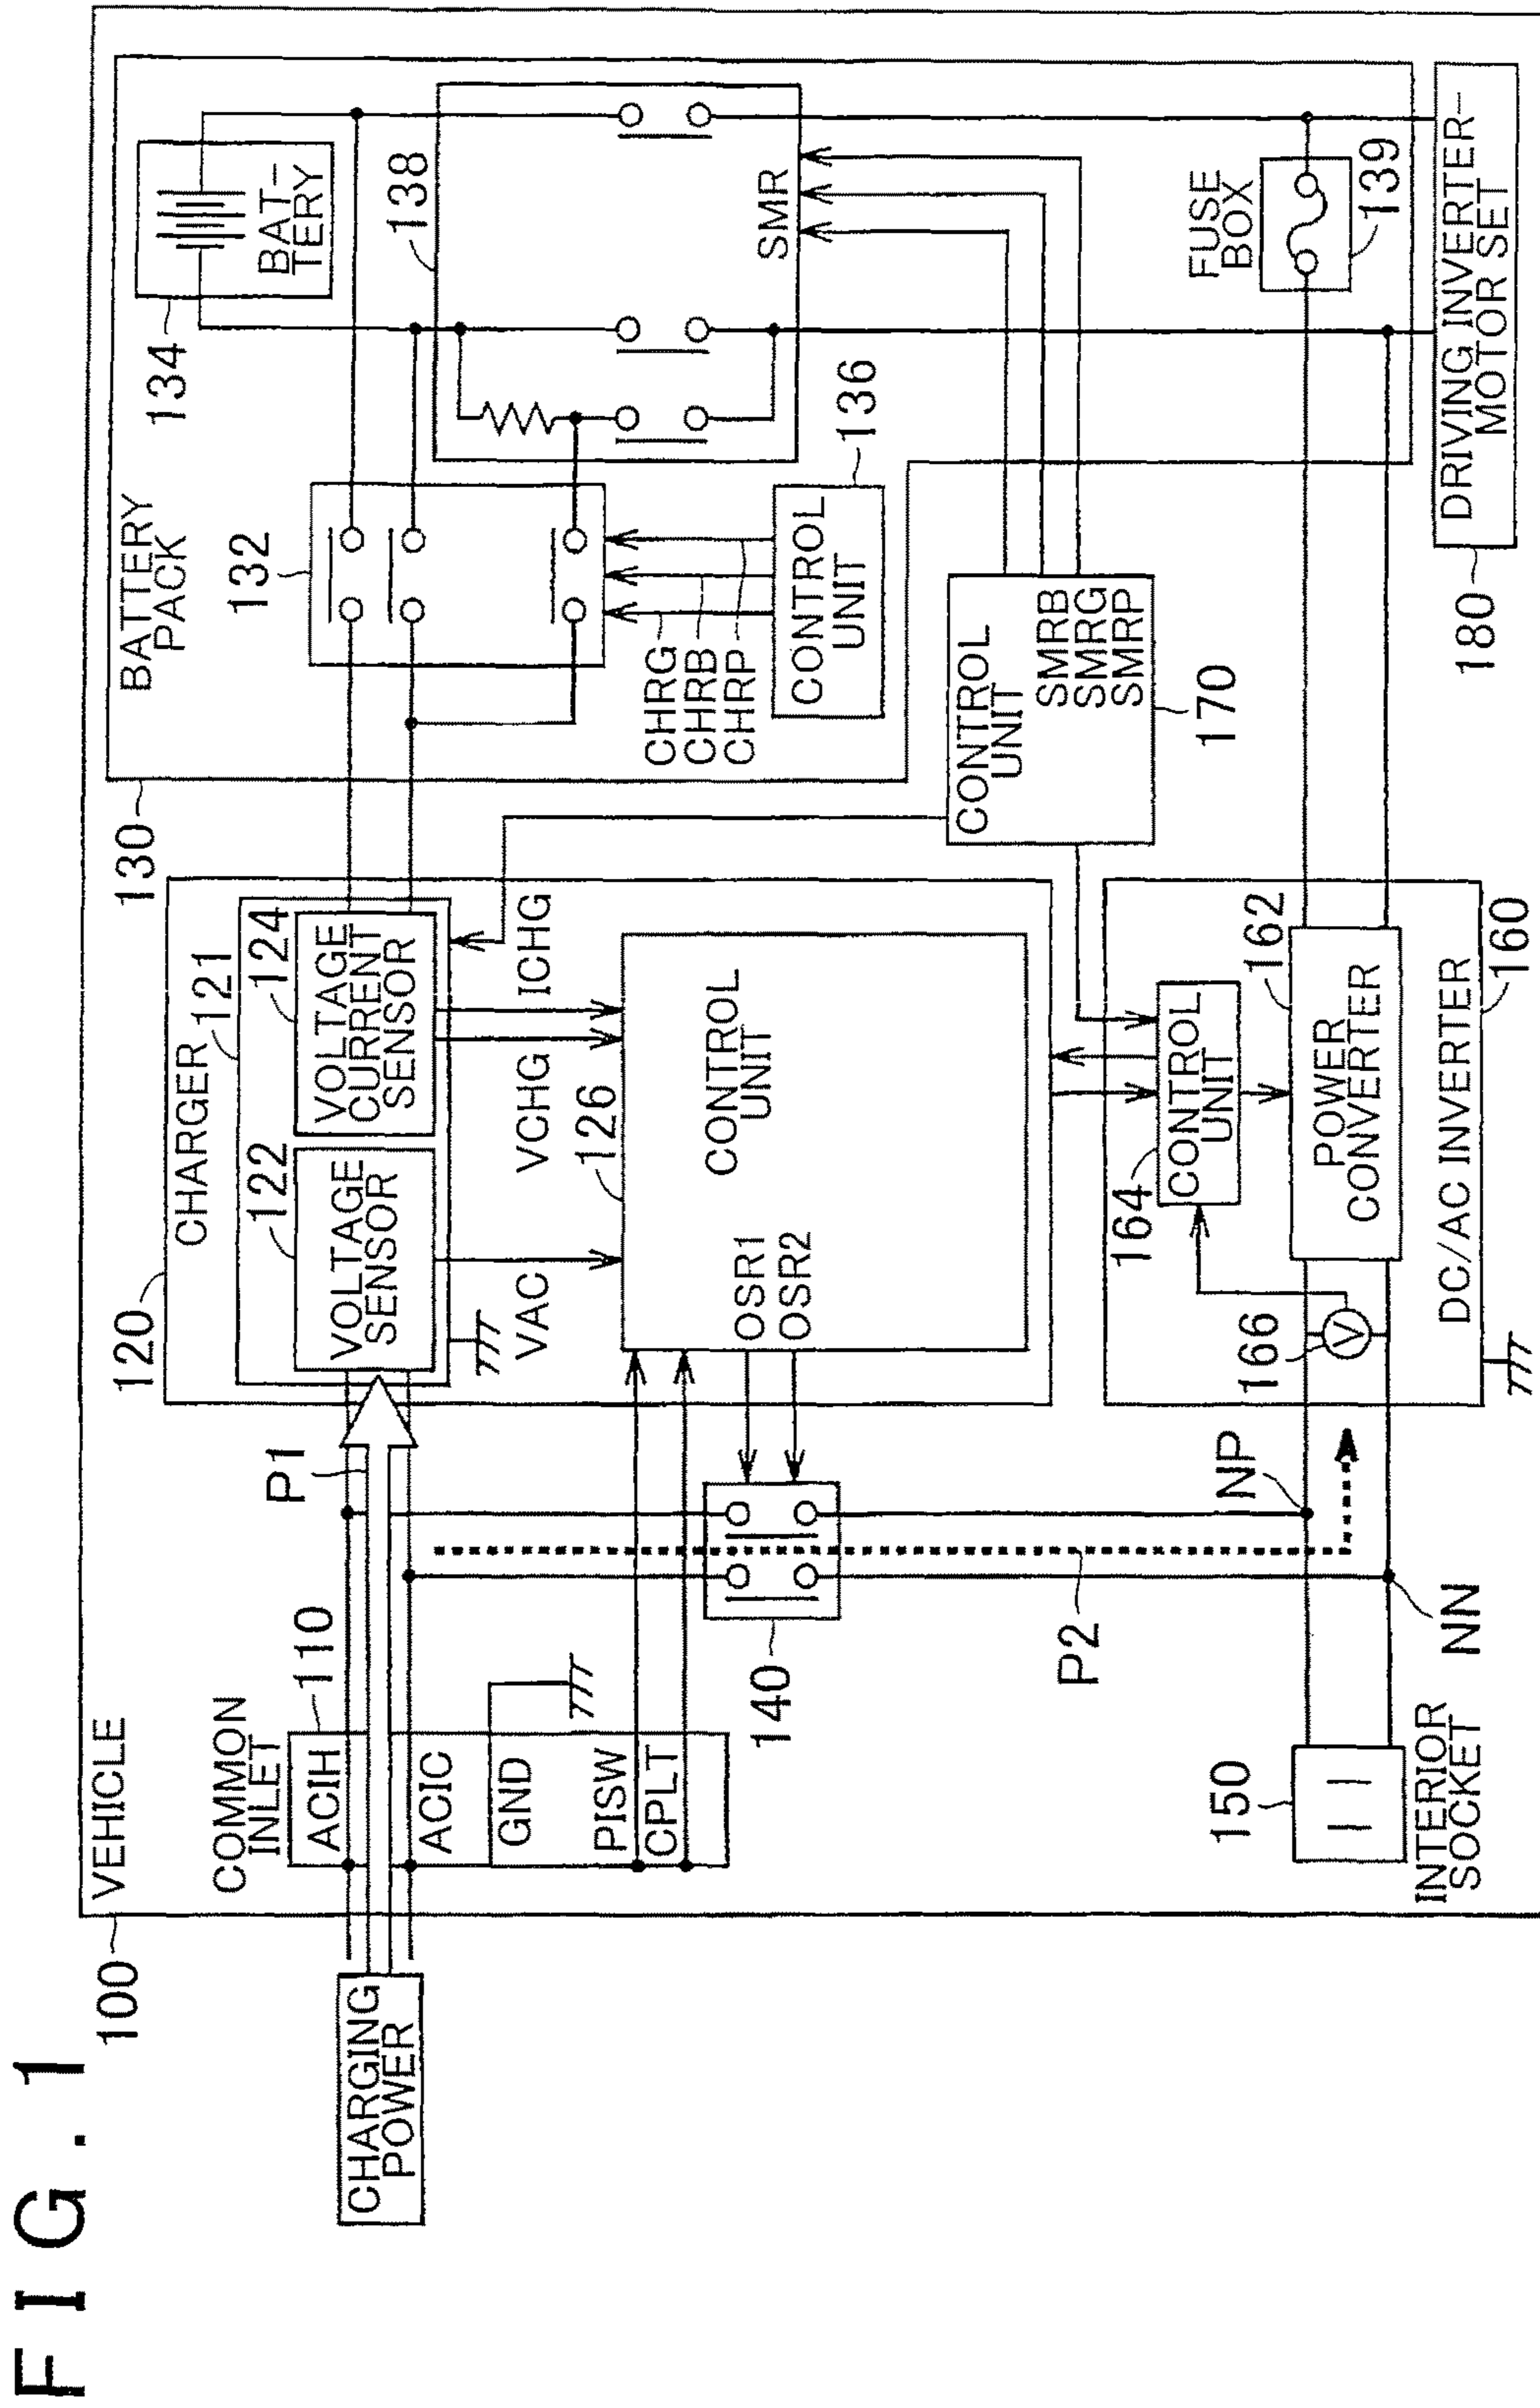 FIG. 1
100
VEHICLE
CHARGING
POWER
COMMON
INLET
110
ACIH
ACIC
GND
PISW
CPLT
P1
120
CHARGER
121
122
VOLTAGE
SENSOR
124
VOLTAGE
CURRENT
SENSOR
VAC
VCHG
ICHG
126
CONTROL
UNIT
OSR1
OSR2
130
BATTERY
PACK
132
134
BAT-
TERY
138
SMR
CHRG
CHRB
CHRP
136
CONTROL
UNIT
140
P2
NP
NN
150
INTERIOR
SOCKET
164
CONTROL
UNIT
166
V
162
POWER
CONVERTER
DC/AC INVERTER
160
CONTROL
UNIT
SMRB
SMRG
SMRP
170
FUSE
BOX
139
180
DRIVING INVERTER-
MOTOR SET